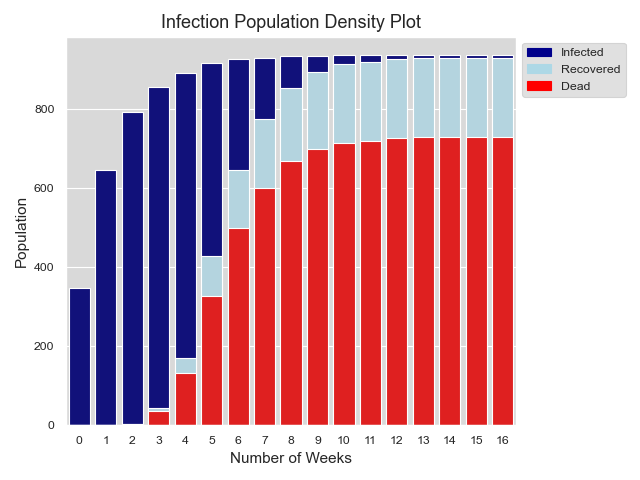 Infection Population Density Plot
Infected
Recovered
Dead
Population
800
600
400
200
0
0 1 2 3 4 5 6 7 8 9 10 11 12 13 14 15 16
Number of Weeks